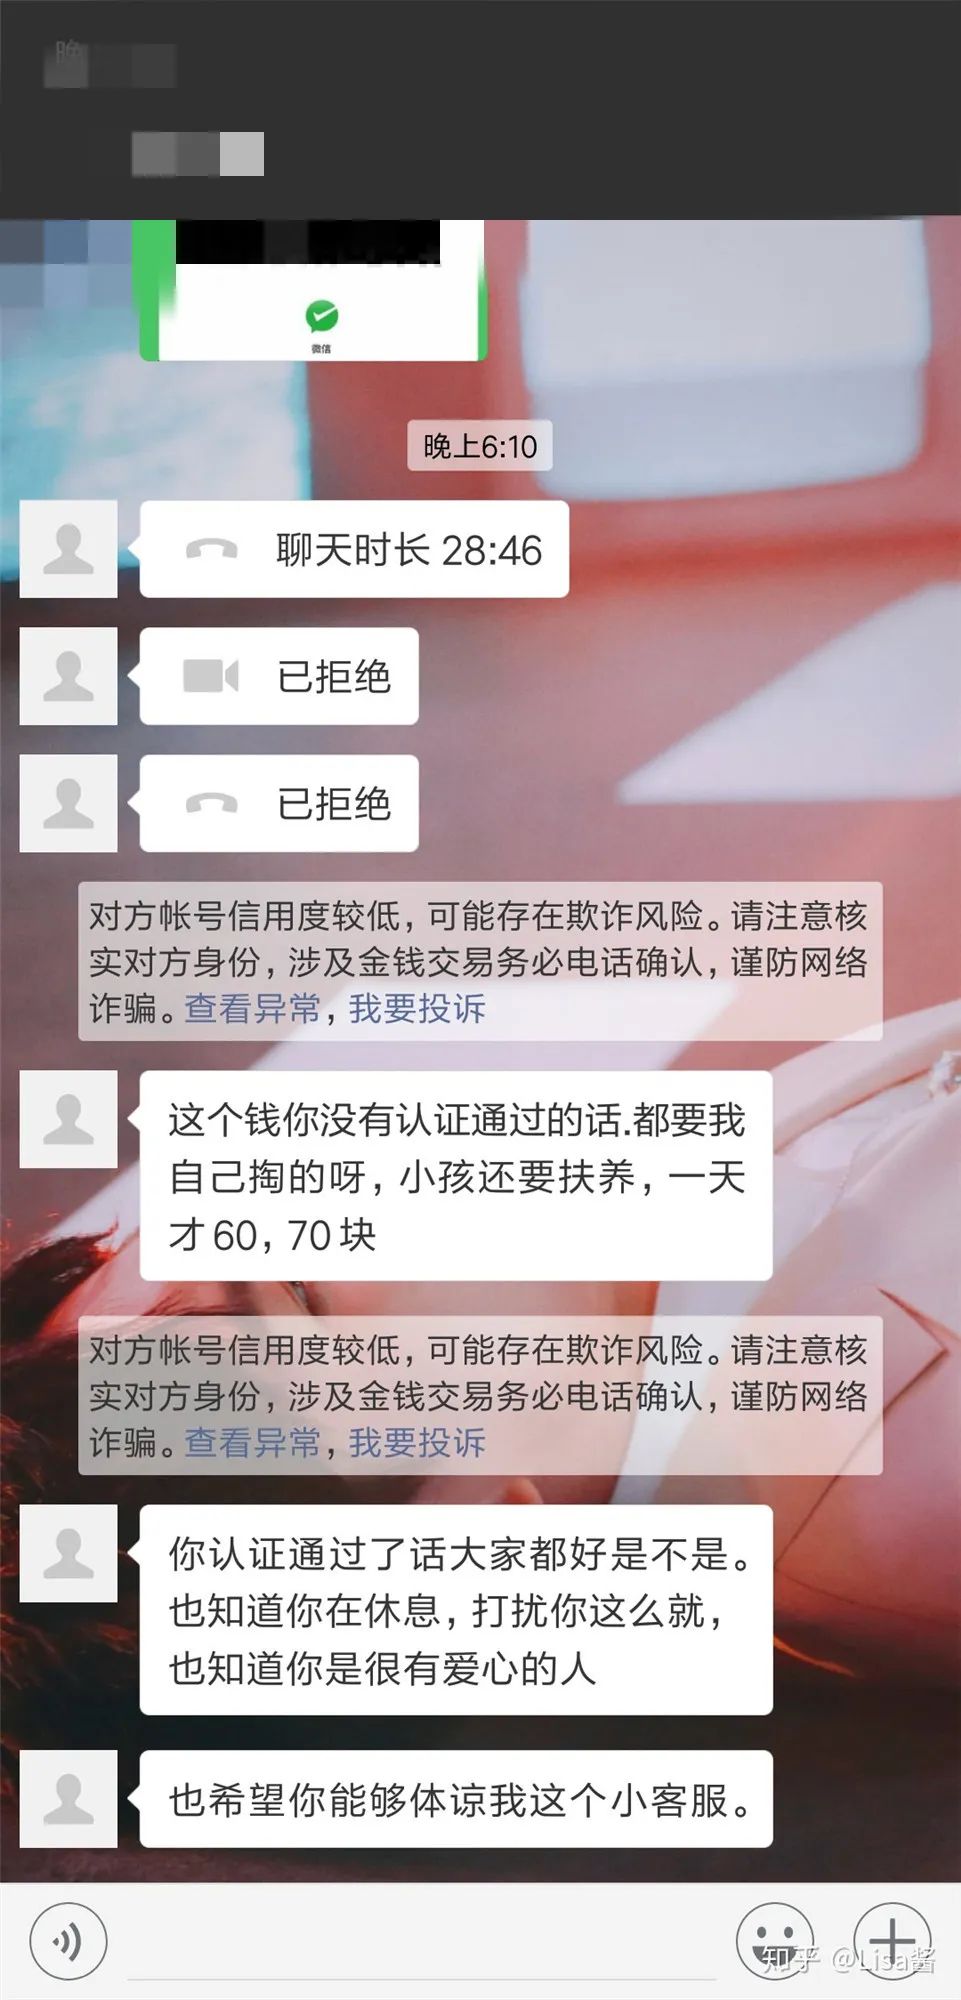 晚
微信
晚上6:10
聊天时长 28:46
已拒绝
已拒绝
对方帐号信用度较低，可能存在欺诈风险。请注意核
实对方身份，涉及金钱交易务必电话确认，谨防网络
诈骗。查看异常，我要投诉
这个钱你没有认证通过的话.都要我
自己掏的呀，小孩还要扶养，一天
才60，70块
对方帐号信用度较低，可能存在欺诈风险。请注意核
实对方身份，涉及金钱交易务必电话确认，谨防网络
诈骗。查看异常，我要投诉
你认证通过了话大家都好是不是。
也知道你在休息，打扰你这么就，
也知道你是很有爱心的人
也希望你能够体谅我这个小客服。
知乎 @Lisa酱